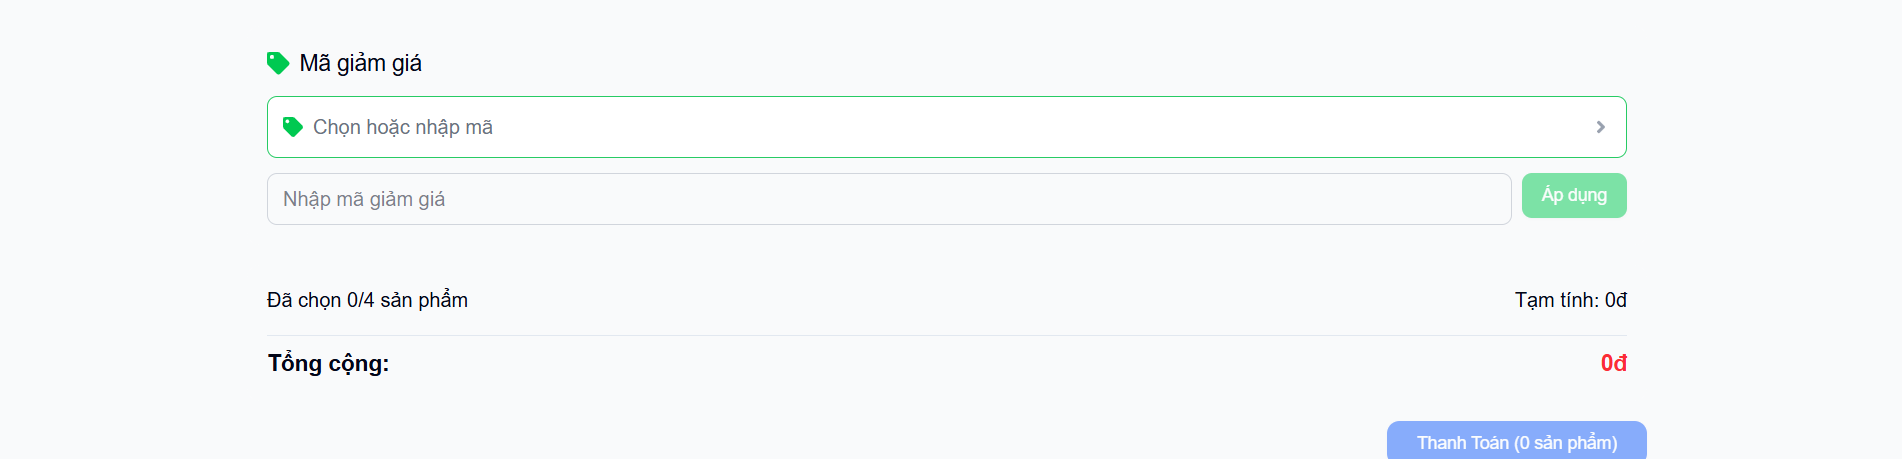 Mã giảm giá
Chọn hoặc nhập mã
Nhập mã giảm giá
Áp dụng
Đã chọn 0/4 sản phẩm
Tạm tính: 0đ
Tổng cộng:
0đ
Thanh Toán (0 sản phẩm)